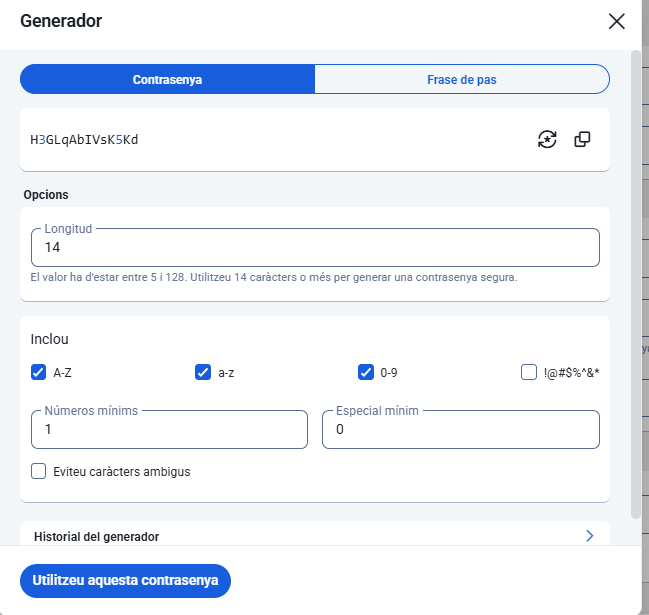 Generador
Contrasenya
Frase de pas
H3GLqAbIVsK5Kd
Opcions
Longitud
14
El valor ha d'estar entre 5 i 128. Utilitzeu 14 caràcters o més per generar una contrasenya segura.
Inclou
A-Z
a-z
0-9
!@#$%^&*
Números mínims
1
Especial mínim
0
Eviteu caràcters ambigus
Historial del generador
Utilitzeu aquesta contrasenya